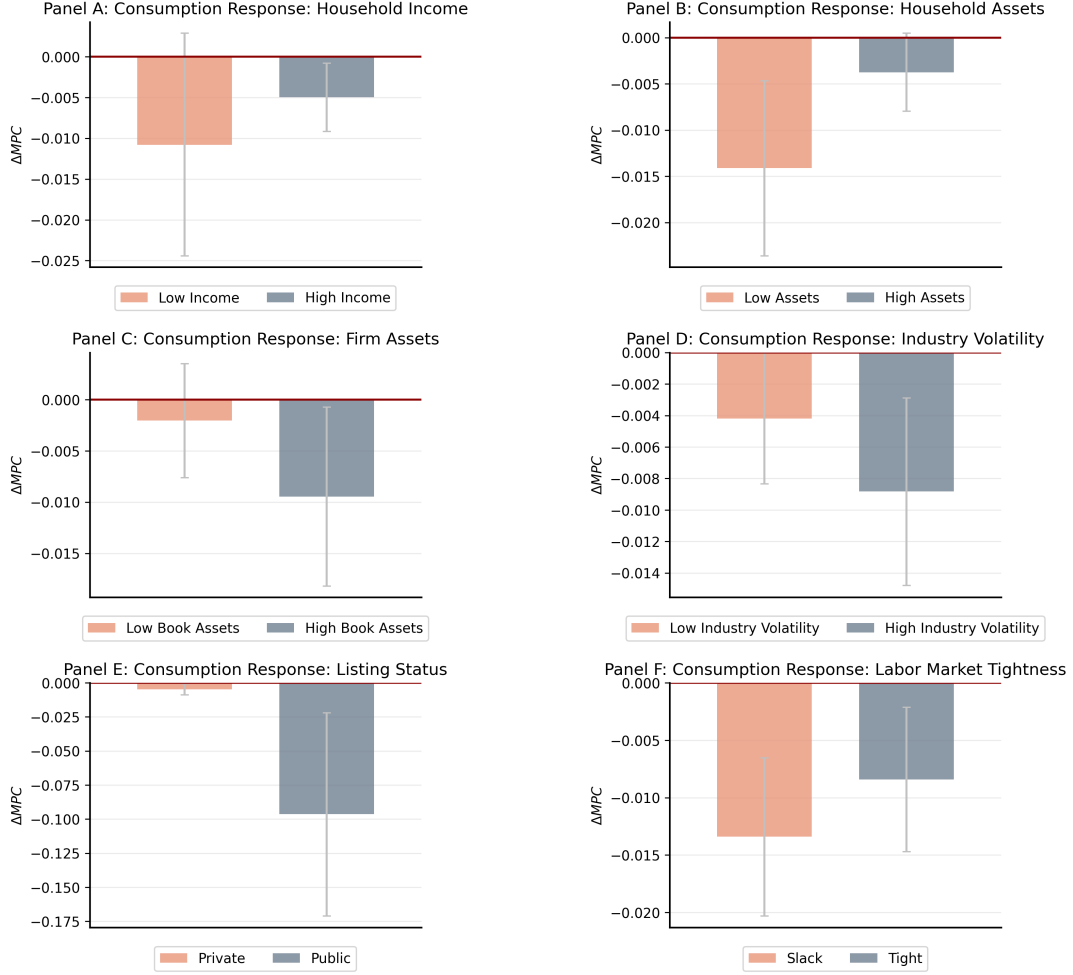 Panel A: Consumption Response: Household Income
0.000
−0.005
−0.010
−0.015
−0.020
−0.025
ΔMPC
Low Income
High Income
Panel B: Consumption Response: Household Assets
0.000
−0.005
−0.010
−0.015
−0.020
ΔMPC
Low Assets
High Assets
Panel C: Consumption Response: Firm Assets
0.000
−0.005
−0.010
−0.015
ΔMPC
Low Book Assets
High Book Assets
Panel D: Consumption Response: Industry Volatility
0.000
−0.002
−0.004
−0.006
−0.008
−0.010
−0.012
−0.014
ΔMPC
Low Industry Volatility
High Industry Volatility
Panel E: Consumption Response: Listing Status
0.000
−0.025
−0.050
−0.075
−0.100
−0.125
−0.150
−0.175
ΔMPC
Private
Public
Panel F: Consumption Response: Labor Market Tightness
0.000
−0.005
−0.010
−0.015
−0.020
ΔMPC
Slack
Tight